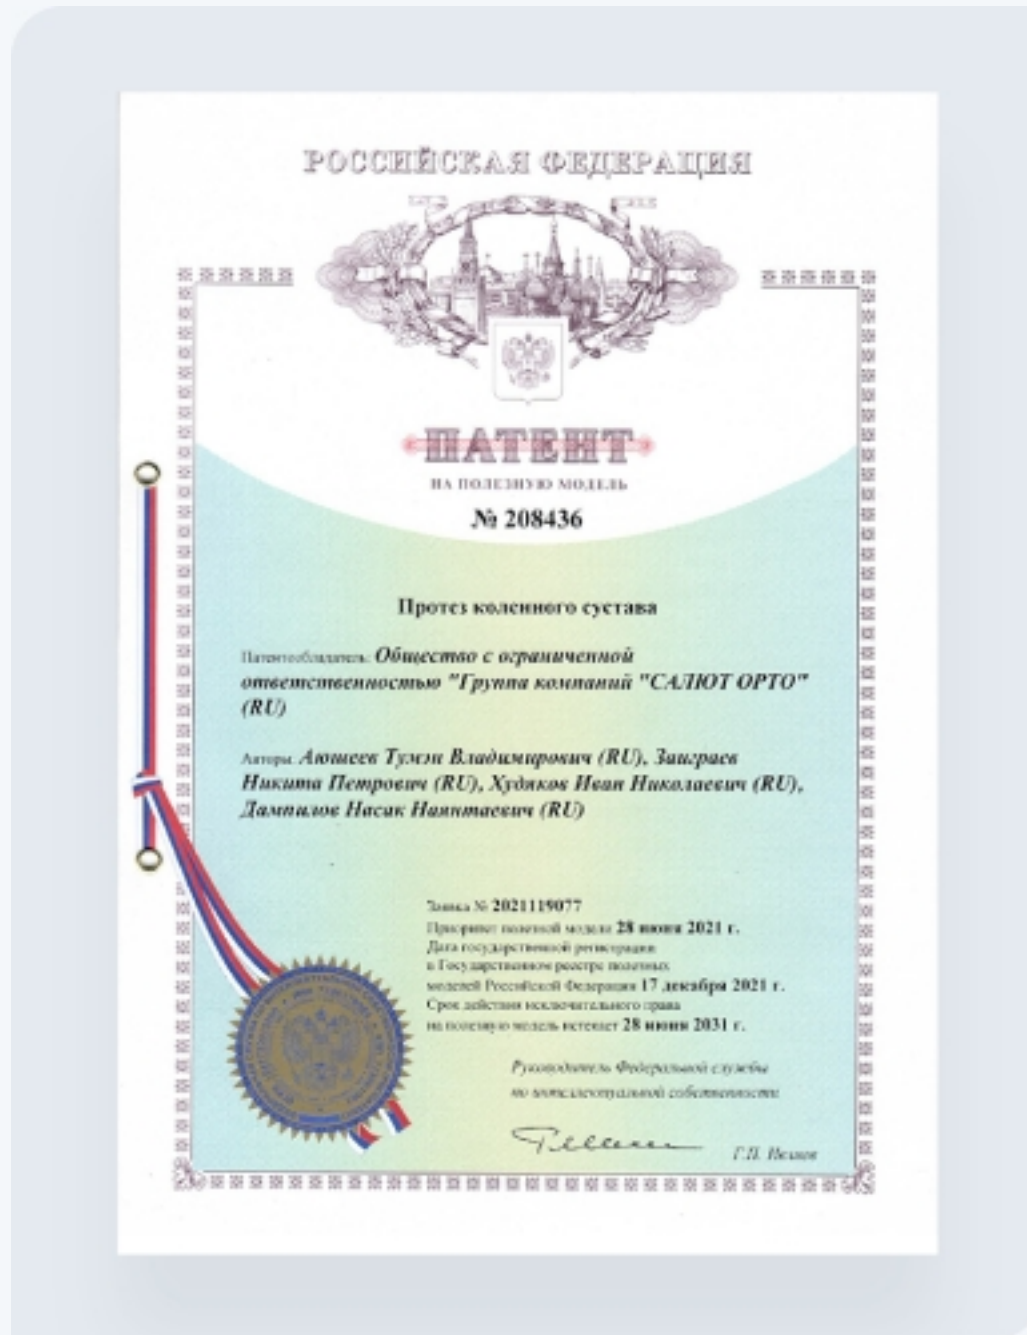 РОССИЙСКАЯ ФЕДЕРАЦИЯ
ПАТЕНТ
НА ПОЛЕЗНУЮ МОДЕЛЬ
№ 208436
Протез коленного сустава
Патентообладатель: Общество с ограниченной
ответственностью "Группа компаний "САЛЮТ ОРТО"
(RU)
Авторы: Аюшеев Тумэн Владимирович (RU), Заиграев
Никита Петрович (RU), Худяков Иван Николаевич (RU),
Дампилов Насак Наянтаевич (RU)
Заявка № 2021119077
Приоритет полезной модели 28 июня 2021 г.
Дата государственной регистрации
в Государственном реестре полезных
моделей Российской Федерации 17 декабря 2021 г.
Срок действия исключительного права
на полезную модель истекает 28 июня 2031 г.
Руководитель Федеральной службы
по интеллектуальной собственности
Г.П. Ивлиев